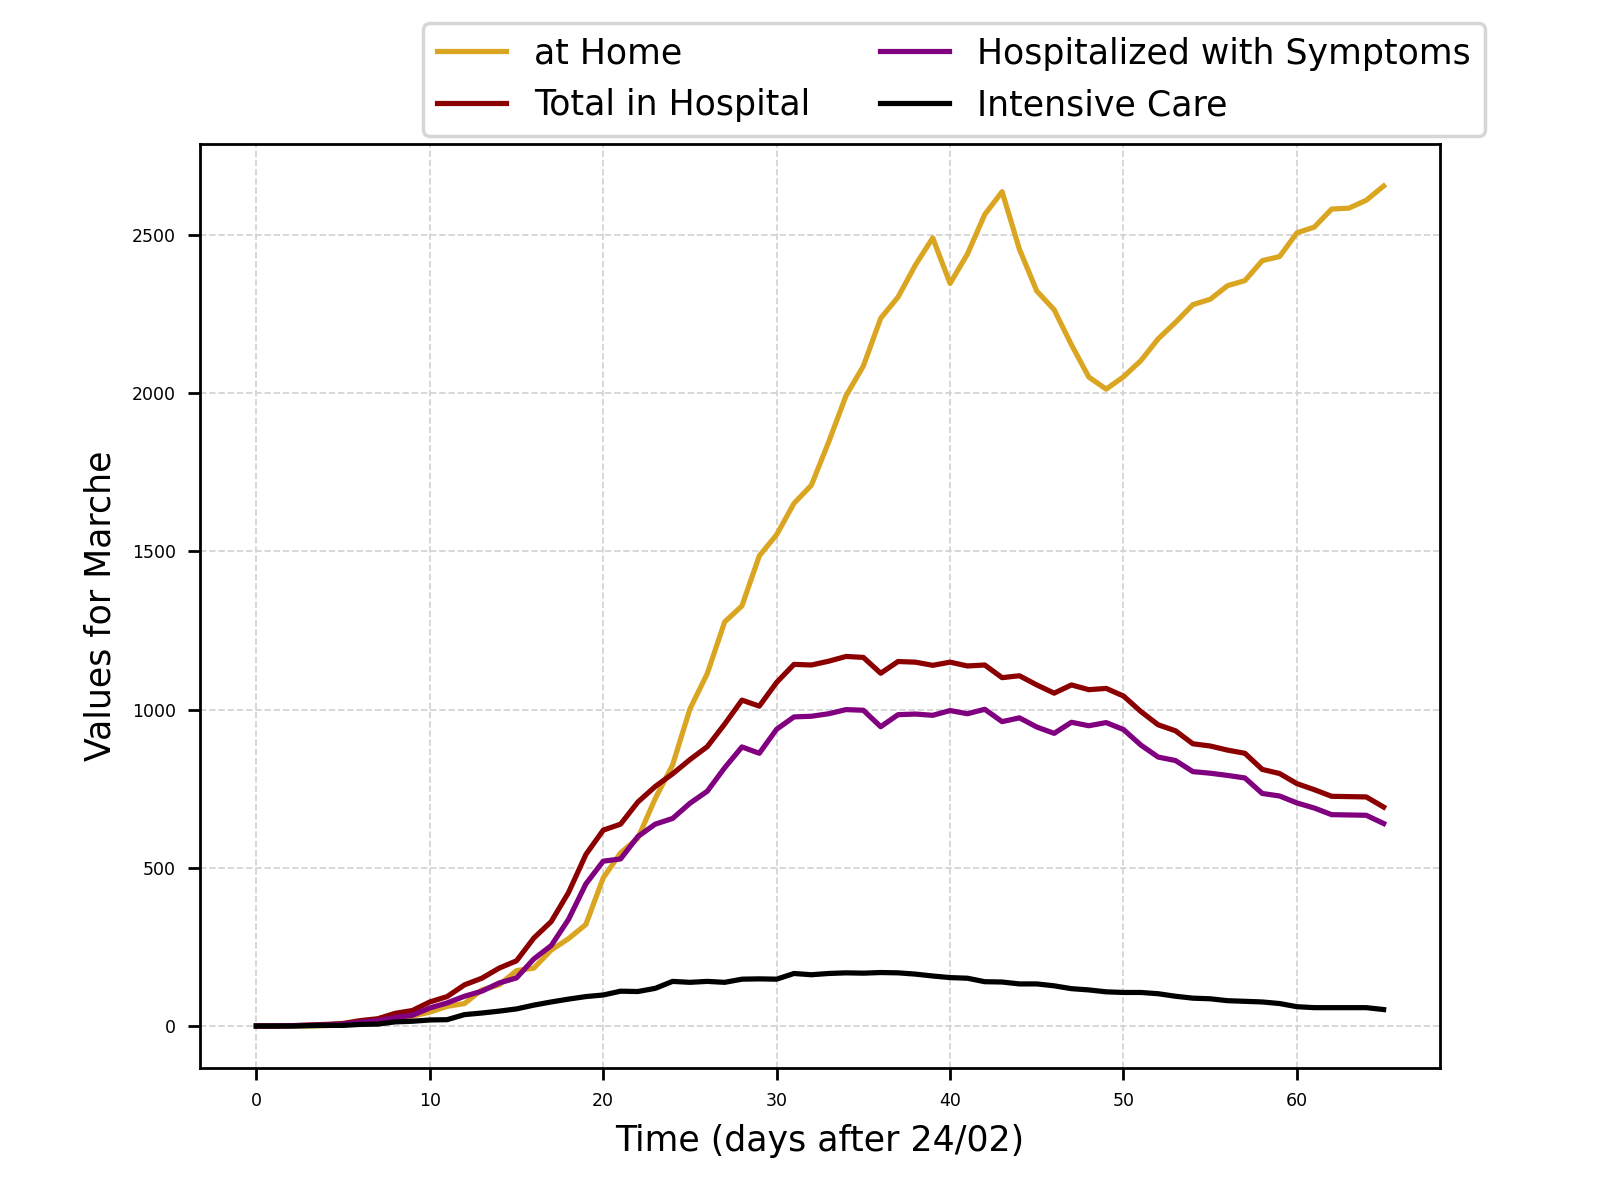 at Home
Total in Hospital
Hospitalized with Symptoms
Intensive Care
Values for Marche
2500
2000
1500
1000
500
0
0 10 20 30 40 50 60
Time (days after 24/02)